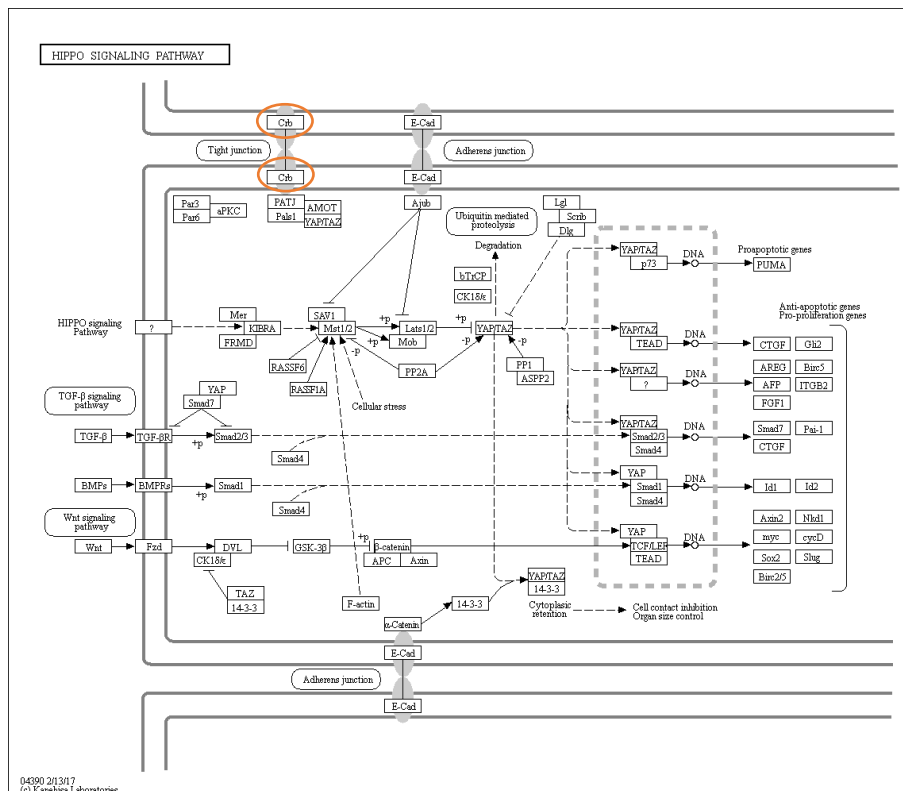 HIPPO SIGNALING PATHWAY
Crb
E-Cad
Tight junction
Adherens junction
Crb
E-Cad
Par3
Par6
aPKC
PATJ
Pals1
AMOT
YAP/TAZ
Ajub
Ubiquitin mediated
proteolysis
Lgl
Scrib
Dlg
Degradation
YAP/TAZ
p73
DNA
Proapoptotic genes
PUMA
bTrCP
CK1δ/ε
Anti-apoptotic genes
Pro-proliferation genes
HIPPO signaling
Pathway
?
Mer
KIBRA
FRMD
SAV1
Mst1/2
+p
Lats1/2
Mob
+p
+p
YAP/TAZ
-p
-p
-p
YAP/TAZ
TEAD
DNA
CTGF
Gli2
RASSF6
RASSF1A
PP2A
PP1
ASPP2
YAP/TAZ
?
DNA
AREG
Birc5
AFP
ITGB2
FGF1
Cellular stress
TGF-β signaling
pathway
YAP
Smad7
TGF-β
TGF-βR
+p
Smad2/3
Smad4
YAP/TAZ
Smad2/3
Smad4
DNA
Smad7
Pai-1
CTGF
BMPs
BMPRs
+p
Smad1
Smad4
YAP
Smad1
Smad4
DNA
Id1
Id2
Wnt signaling
pathway
Wnt
Fzd
DVL
CK1δ/ε
GSK-3β
+p
β-catenin
APC
Axin
YAP
TCF/LEF
TEAD
DNA
Axin2
Nkd1
myc
cycD
Sox2
Slug
Birc2/5
TAZ
14-3-3
F-actin
14-3-3
YAP/TAZ
14-3-3
Cytoplasic
retention
Cell contact inhibition
Organ size control
α-Catenin
E-Cad
Adherens junction
E-Cad
04390 2/13/17
(c) Kanehisa Laboratories